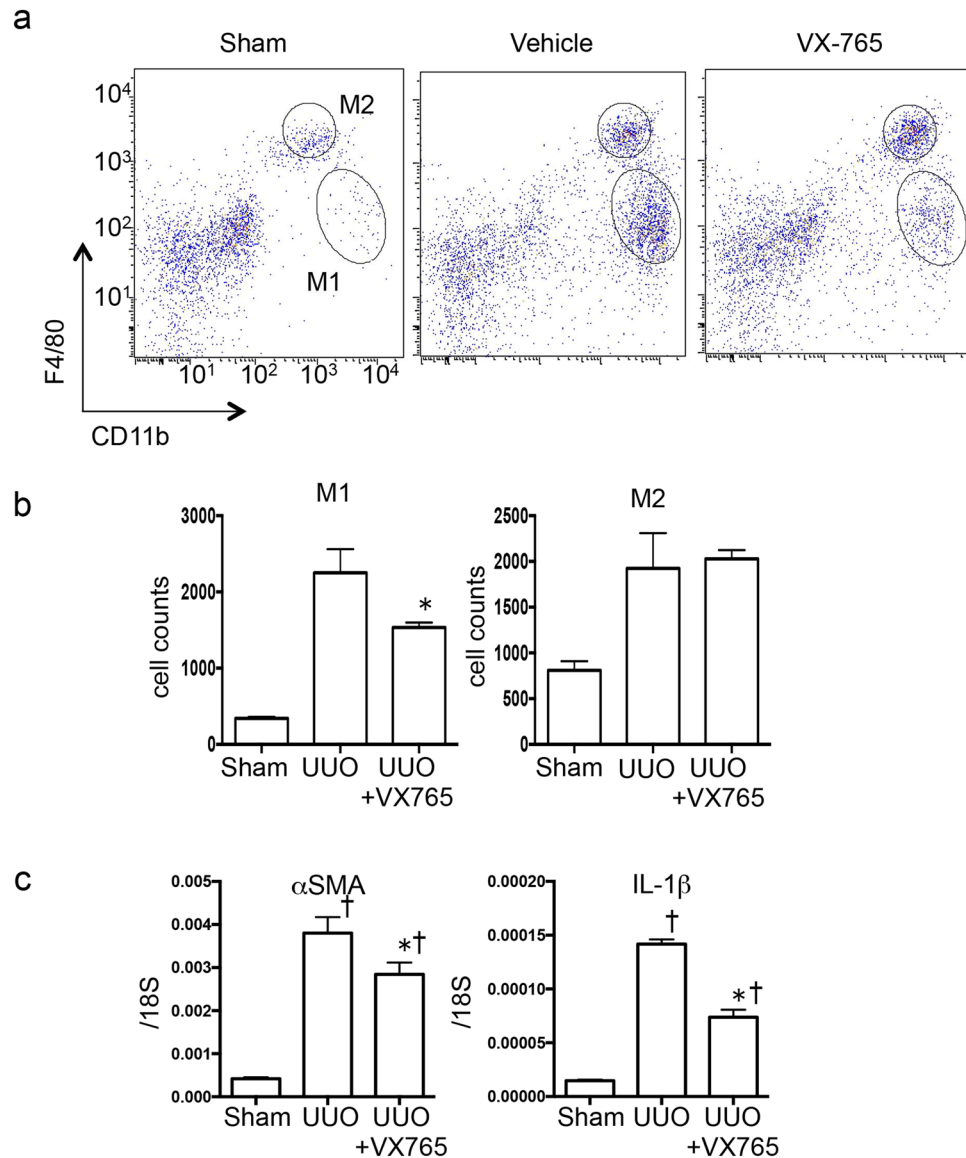 a
Sham
Vehicle
VX-765
10⁴
10³
10²
10¹
M2
M1
10¹ 10² 10³ 10⁴
F4/80
CD11b
b
M1
3000
2000
1000
0
cell counts
*
Sham
UUO
UUO
+VX765
M2
2500
2000
1500
1000
500
0
cell counts
Sham
UUO
UUO
+VX765
c
αSMA
0.005
0.004
0.003
0.002
0.001
0.000
/18S
†
*†
Sham
UUO
UUO
+VX765
IL-1β
0.00020
0.00015
0.00010
0.00005
0.00000
/18S
†
*†
Sham
UUO
UUO
+VX765